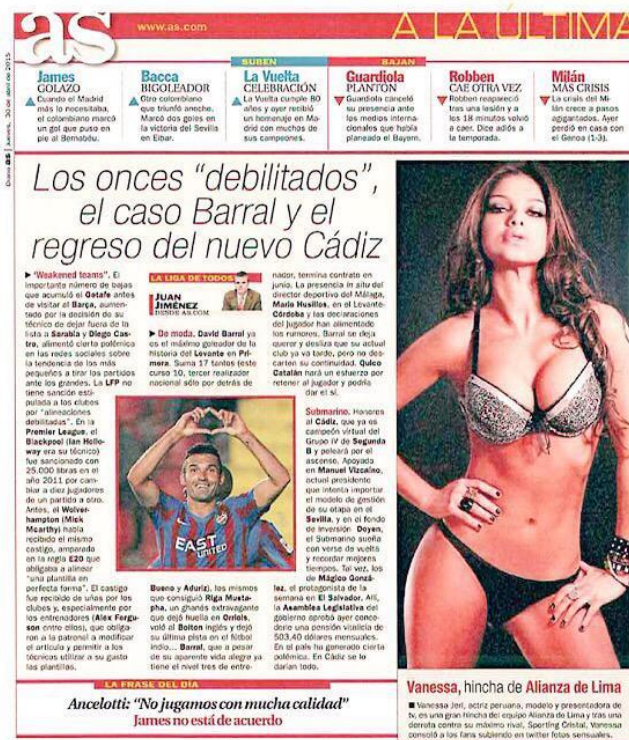 as
www.as.com
A LA ÚLTIMA
Diario as | Jueves, 30 de abril de 2015
SUBEN
BAJAN
James
GOLAZO
Cuando el Madrid
más lo necesitaba,
el colombiano marcó
un gol que puso en
pie al Bernabéu.
Bacca
BIGOLEADOR
Otro colombiano
que triunfó anoche.
Marcó dos goles en
la victoria del Sevilla
en Eibar.
La Vuelta
CELEBRACIÓN
La Vuelta cumple 80
años y ayer recibió
un homenaje en Ma-
drid con muchos de
sus campeones.
Guardiola
PLANTÓN
Guardiola canceló
su presencia ante
los medios interna-
cionales que había
planeado el Bayern.
Robben
CAE OTRA VEZ
Robben reapareció
tras una lesión y a
los 18 minutos volvió
a caer. Dice adiós a
la temporada.
Milán
MÁS CRISIS
La crisis del Mi-
lán crece a pasos
agigantados. Ayer
perdió en casa con
el Genoa (1-3).
Los onces "debilitados",
el caso Barral y el
regreso del nuevo Cádiz
"Weakened teams". El
importante número de bajas
que acumuló el Getafe antes
de visitar al Barça, aumen-
tado por la decisión de su
técnico de dejar fuera de la
lista a Sarabia y Diego Cas-
tro, alimentó cierta polémica
en las redes sociales sobre
la tendencia de los más
pequeños a tirar los partidos
ante los grandes. La LFP no
tiene sanción esti-
pulada a los clubes
por "alineaciones
debilitadas". En la
Premier League, el
Blackpool (Ian Hollo-
way era su técnico)
fue sancionado con
25.000 libras en el
año 2011 por cam-
biar a diez jugadores
de un partido a otro.
Antes, el Wolver-
hampton (Mick
Mcarthy) había
recibido el mismo
castigo, amparado
en la regla E20 que
obligaba a alinear
"una plantilla en
perfecta forma". El castigo
fue recibido de uñas por los
clubes y, especialmente por
los entrenadores (Alex Fergu-
son entre ellos), que obliga-
ron a la patronal a modificar
el artículo y permitir a los
técnicos utilizar a su gusto
las plantillas.
LA LIGA DE TODOS
JUAN
JIMÉNEZ
DESDE AS.COM
De moda. David Barral ya
es el máximo goleador de la
historia del Levante en Pri-
mera. Suma 17 tantos (este
curso 10, tercer realizador
nacional sólo por detrás de
EAST
UNITED
Bueno y Aduriz), los mismos
que consiguió Riga Musta-
pha, un ghanés extravagante
que dejó huella en Orriols,
voló al Bolton inglés y dejó
su última pista en el fútbol
indio... Barral, que a pesar
de su aparente vida alegre ya
tiene el nivel tres de entre-
nador, termina contrato en
junio. La presencia in situ del
director deportivo del Málaga,
Mario Husillos, en el Levante-
Córdoba y las declaraciones
del jugador han alimentado
los rumores. Barral se deja
querer y desliza que su actual
club ya va tarde, pero no des-
carten su continuidad. Quico
Catalán hará un esfuerzo por
retener al jugador y podría
dar el sí.
Submarino. Honores
al Cádiz, que ya es
campeón virtual del
Grupo IV de Segunda
B y peleará por el
ascenso. Apoyado
en Manuel Vizcaíno,
actual presidente
que intenta importar
el modelo de gestión
de su etapa en el
Sevilla, y en el fondo
de inversión Doyen,
el Submarino sueña
con verse de vuelta
y recordar mejores
tiempos. Tal vez, los
de Mágico Gonzá-
lez, el protagonista de la
semana en El Salvador. Allí,
la Asamblea Legislativa del
gobierno aprobó ayer conce-
derle una pensión vitalicia de
503,40 dólares mensuales.
En el país ha generado cierta
polémica. En Cádiz se lo
darían todo.
LA FRASE DEL DÍA
Ancelotti: "No jugamos con mucha calidad"
James no está de acuerdo
Vanessa, hincha de Alianza de Lima
Vanessa Jeri, actriz peruana, modelo y presentadora de
tv, es una gran hincha del equipo Alianza de Lima y tras una
derrota contra su máximo rival, Sporting Cristal, Vanessa
consoló a los fans subiendo en twitter fotos sensuales.